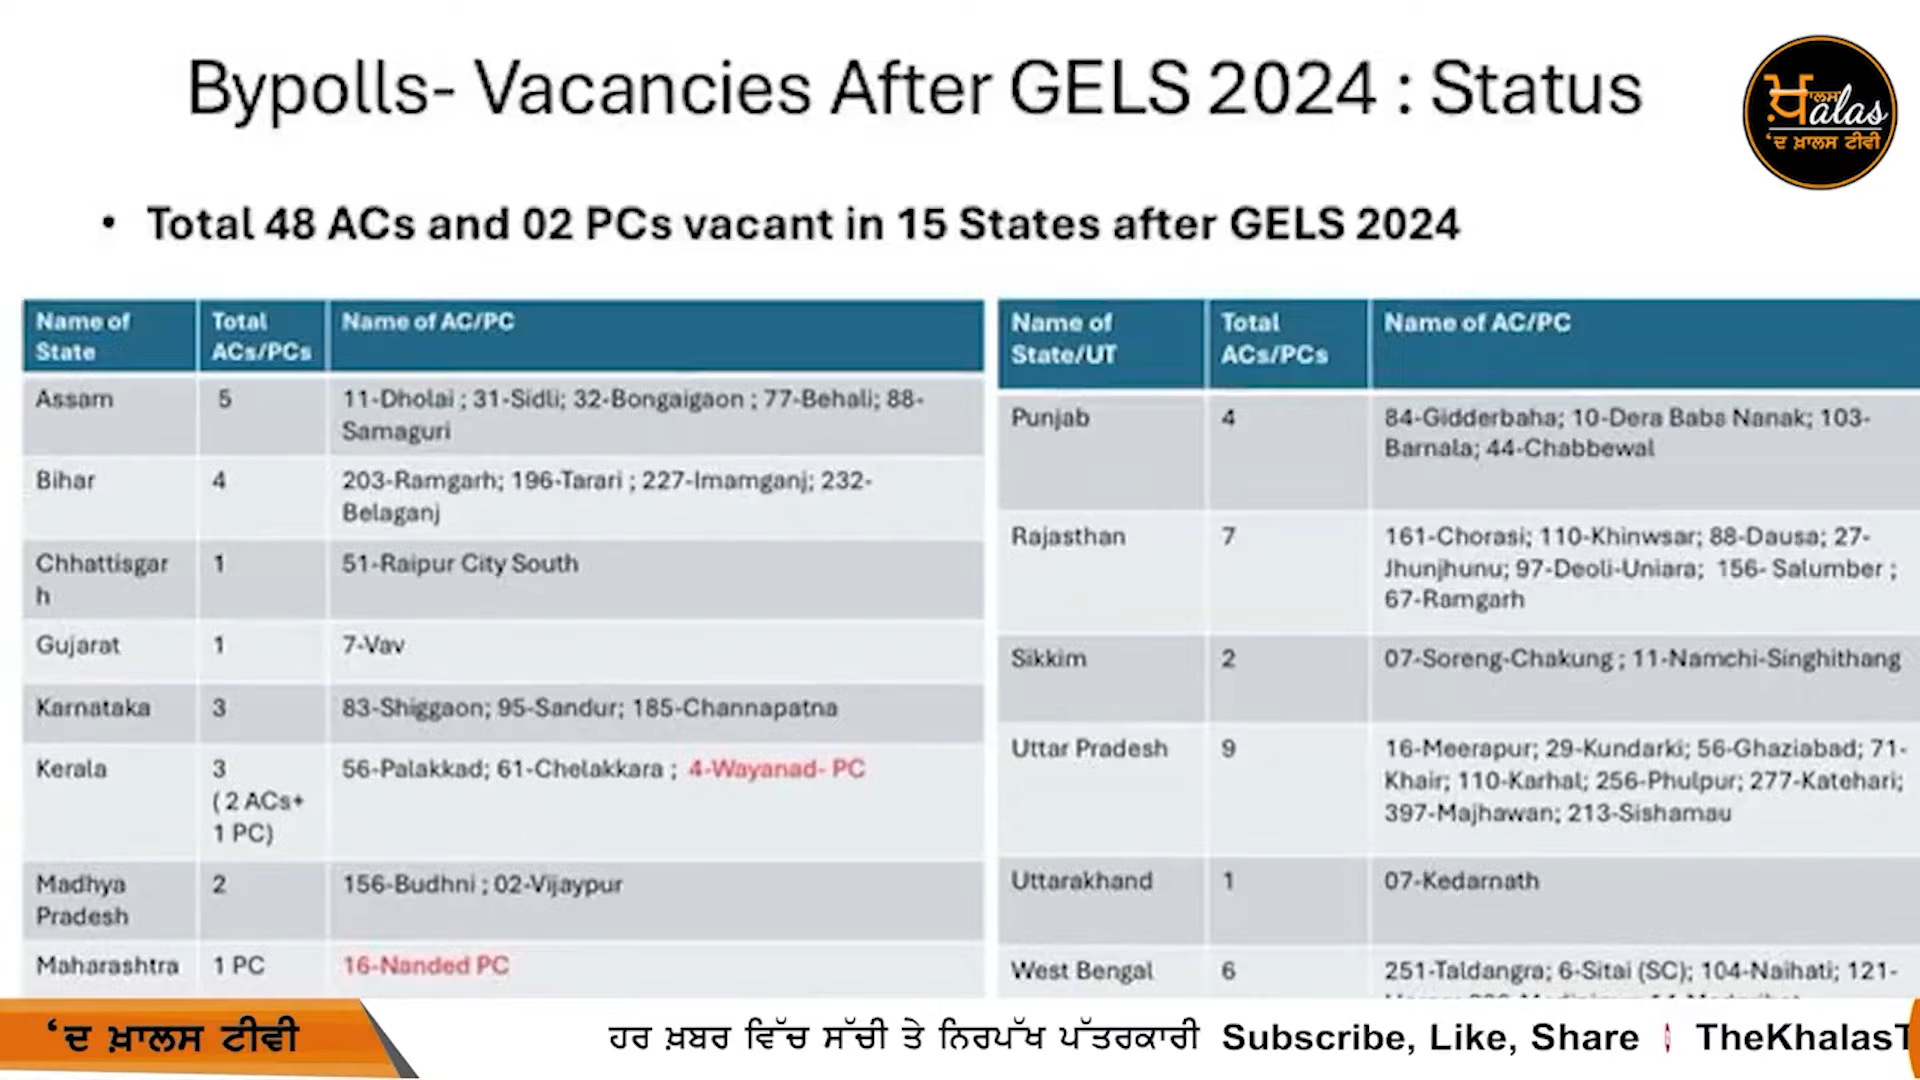 Bypolls- Vacancies After GELS 2024 : Status
ਖ਼ਾਲਸ alas
'ਦ ਖ਼ਾਲਸ ਟੀਵੀ
• Total 48 ACs and 02 PCs vacant in 15 States after GELS 2024
Name of State | Total ACs/PCs | Name of AC/PC
Assam | 5 | 11-Dholai ; 31-Sidli; 32-Bongaigaon ; 77-Behali; 88-
Samaguri
Bihar | 4 | 203-Ramgarh; 196-Tarari ; 227-Imamganj; 232-
Belaganj
Chhattisgar
h | 1 | 51-Raipur City South
Gujarat | 1 | 7-Vav
Karnataka | 3 | 83-Shiggaon; 95-Sandur; 185-Channapatna
Kerala | 3
( 2 ACs+
1 PC) | 56-Palakkad; 61-Chelakkara ; 4-Wayanad- PC
Madhya
Pradesh | 2 | 156-Budhni ; 02-Vijaypur
Maharashtra | 1 PC | 16-Nanded PC
Name of State/UT | Total ACs/PCs | Name of AC/PC
Punjab | 4 | 84-Gidderbaha; 10-Dera Baba Nanak; 103-
Barnala; 44-Chabbewal
Rajasthan | 7 | 161-Chorasi; 110-Khinwsar; 88-Dausa; 27-
Jhunjhunu; 97-Deoli-Uniara; 156- Salumber ;
67-Ramgarh
Sikkim | 2 | 07-Soreng-Chakung ; 11-Namchi-Singhithang
Uttar Pradesh | 9 | 16-Meerapur; 29-Kundarki; 56-Ghaziabad; 71-
Khair; 110-Karhal; 256-Phulpur; 277-Katehari;
397-Majhawan; 213-Sishamau
Uttarakhand | 1 | 07-Kedarnath
West Bengal | 6 | 251-Taldangra; 6-Sitai (SC); 104-Naihati; 121-
'ਦ ਖ਼ਾਲਸ ਟੀਵੀ
ਹਰ ਖ਼ਬਰ ਵਿੱਚ ਸੱਚੀ ਤੇ ਨਿਰਪੱਖ ਪੱਤਰਕਾਰੀ Subscribe, Like, Share TheKhalasT